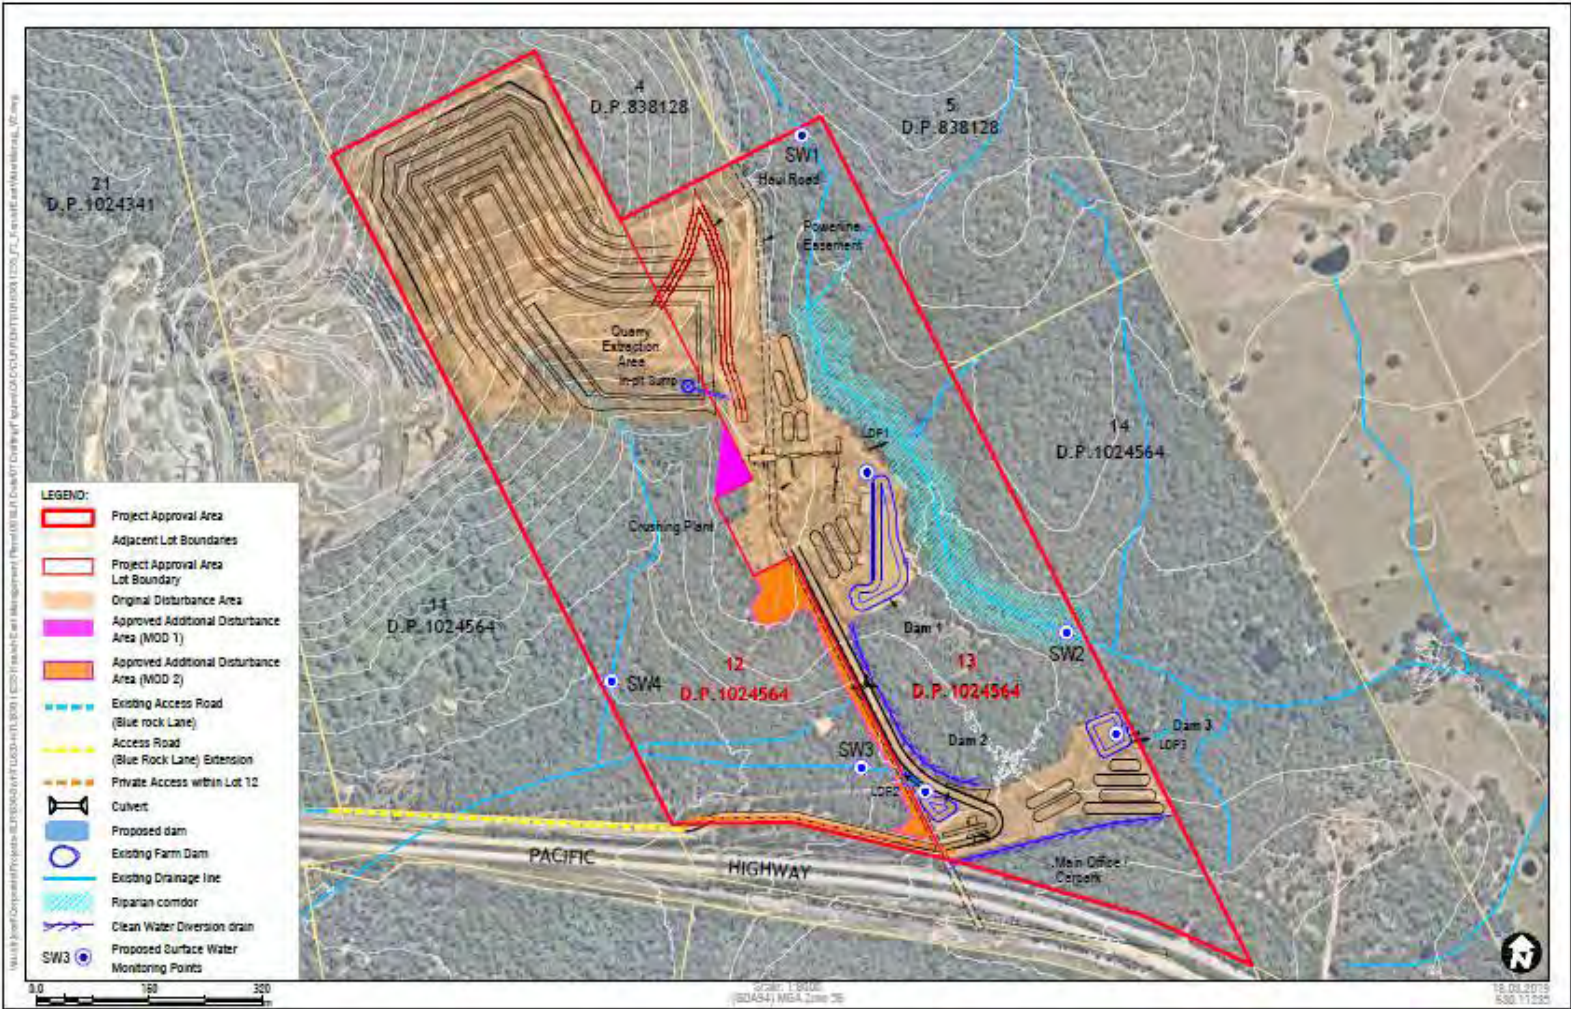 4
D.P.838128
5
D.P.838128
SW1
Haul Road
21
D.P.1024341
Powerline
Easement
Quarry
Extraction
Area
In-pit Sump
LDP1
14
D.P.1024564
Crushing Plant
11
D.P.1024564
Dam 1
SW2
12
D.P.1024564
13
D.P.1024564
SW4
Dam 3
LDP3
Dam 2
SW3
LDP2
PACIFIC
HIGHWAY
Main Office /
Carpark
LEGEND:
Project Approval Area
Adjacent Lot Boundaries
Project Approval Area
Lot Boundary
Original Disturbance Area
Approved Additional Disturbance
Area (MOD 1)
Approved Additional Disturbance
Area (MOD 2)
Existing Access Road
(Blue rock Lane)
Access Road
(Blue Rock Lane) Extension
Private Access within Lot 12
Culvert
Proposed dam
Existing Farm Dam
Existing Drainage line
Riparian corridor
Clean Water Diversion drain
SW3
Proposed Surface Water
Monitoring Points
N
0.0 160 320
m
(GDA94) MGA Zone 56